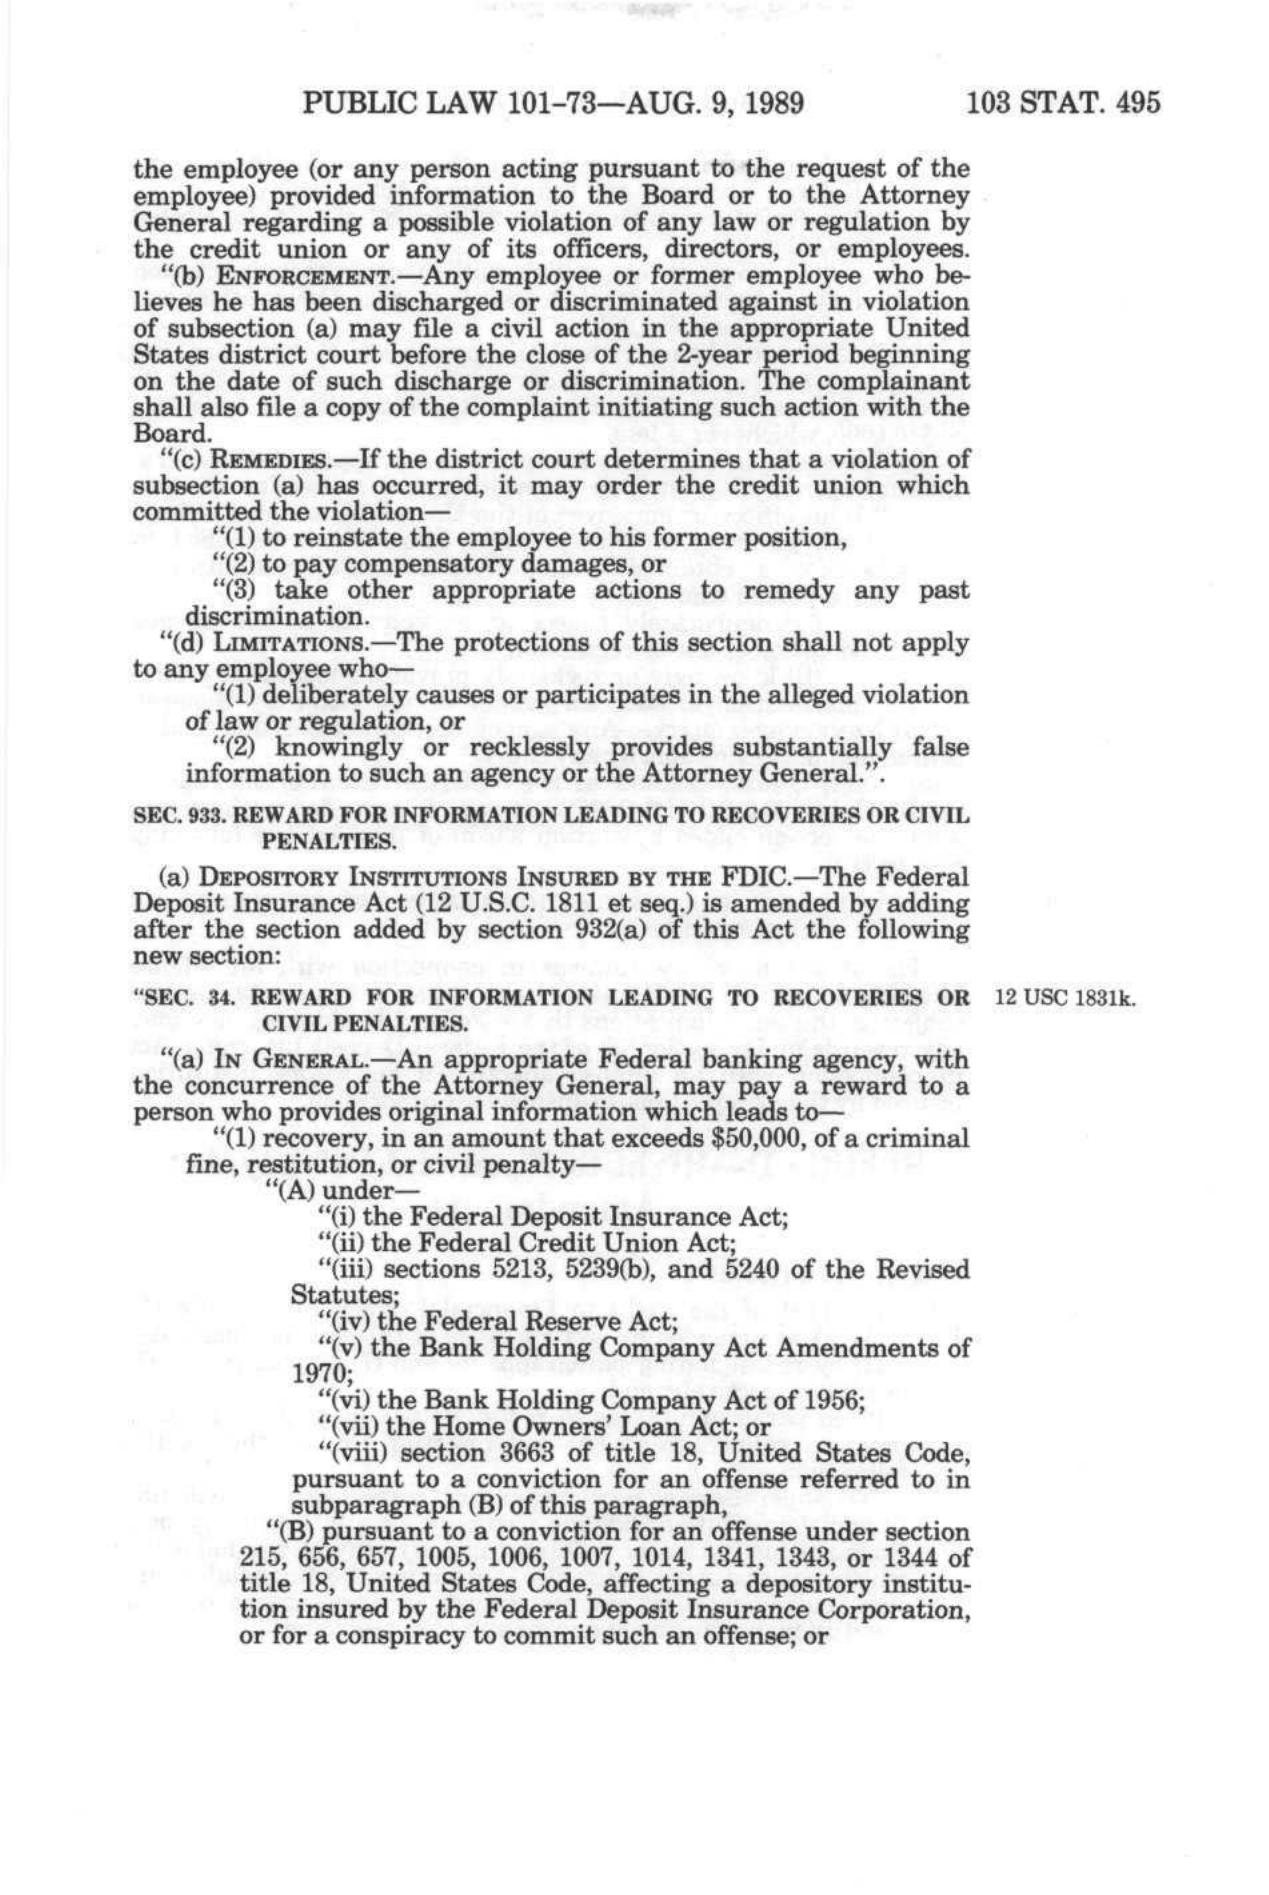 PUBLIC LAW 101-73—AUG. 9, 1989 103 STAT. 495
the employee (or any person acting pursuant to the request of the
employee) provided information to the Board or to the Attorney
General regarding a possible violation of any law or regulation by
the credit union or any of its officers, directors, or employees.
"(b) ENFORCEMENT.—Any employee or former employee who be-
lieves he has been discharged or discriminated against in violation
of subsection (a) may file a civil action in the appropriate United
States district court before the close of the 2-year period beginning
on the date of such discharge or discrimination. The complainant
shall also file a copy of the complaint initiating such action with the
Board.
"(c) REMEDIES.—If the district court determines that a violation of
subsection (a) has occurred, it may order the credit union which
committed the violation—
"(1) to reinstate the employee to his former position,
"(2) to pay compensatory damages, or
"(3) take other appropriate actions to remedy any past
discrimination.
"(d) LIMITATIONS.—The protections of this section shall not apply
to any employee who—
"(1) deliberately causes or participates in the alleged violation
of law or regulation, or
"(2) knowingly or recklessly provides substantially false
information to such an agency or the Attorney General.".
SEC. 933. REWARD FOR INFORMATION LEADING TO RECOVERIES OR CIVIL
PENALTIES.
(a) DEPOSITORY INSTITUTIONS INSURED BY THE FDIC.—The Federal
Deposit Insurance Act (12 U.S.C. 1811 et seq.) is amended by adding
after the section added by section 932(a) of this Act the following
new section:
"SEC. 34. REWARD FOR INFORMATION LEADING TO RECOVERIES OR 12 USC 1831k.
CIVIL PENALTIES.
"(a) IN GENERAL.—An appropriate Federal banking agency, with
the concurrence of the Attorney General, may pay a reward to a
person who provides original information which leads to—
"(1) recovery, in an amount that exceeds $50,000, of a criminal
fine, restitution, or civil penalty—
"(A) under—
"(i) the Federal Deposit Insurance Act;
"(ii) the Federal Credit Union Act;
"(iii) sections 5213, 5239(b), and 5240 of the Revised
Statutes;
"(iv) the Federal Reserve Act;
"(v) the Bank Holding Company Act Amendments of
1970;
"(vi) the Bank Holding Company Act of 1956;
"(vii) the Home Owners' Loan Act; or
"(viii) section 3663 of title 18, United States Code,
pursuant to a conviction for an offense referred to in
subparagraph (B) of this paragraph,
"(B) pursuant to a conviction for an offense under section
215, 656, 657, 1005, 1006, 1007, 1014, 1341, 1343, or 1344 of
title 18, United States Code, affecting a depository institu-
tion insured by the Federal Deposit Insurance Corporation,
or for a conspiracy to commit such an offense; or